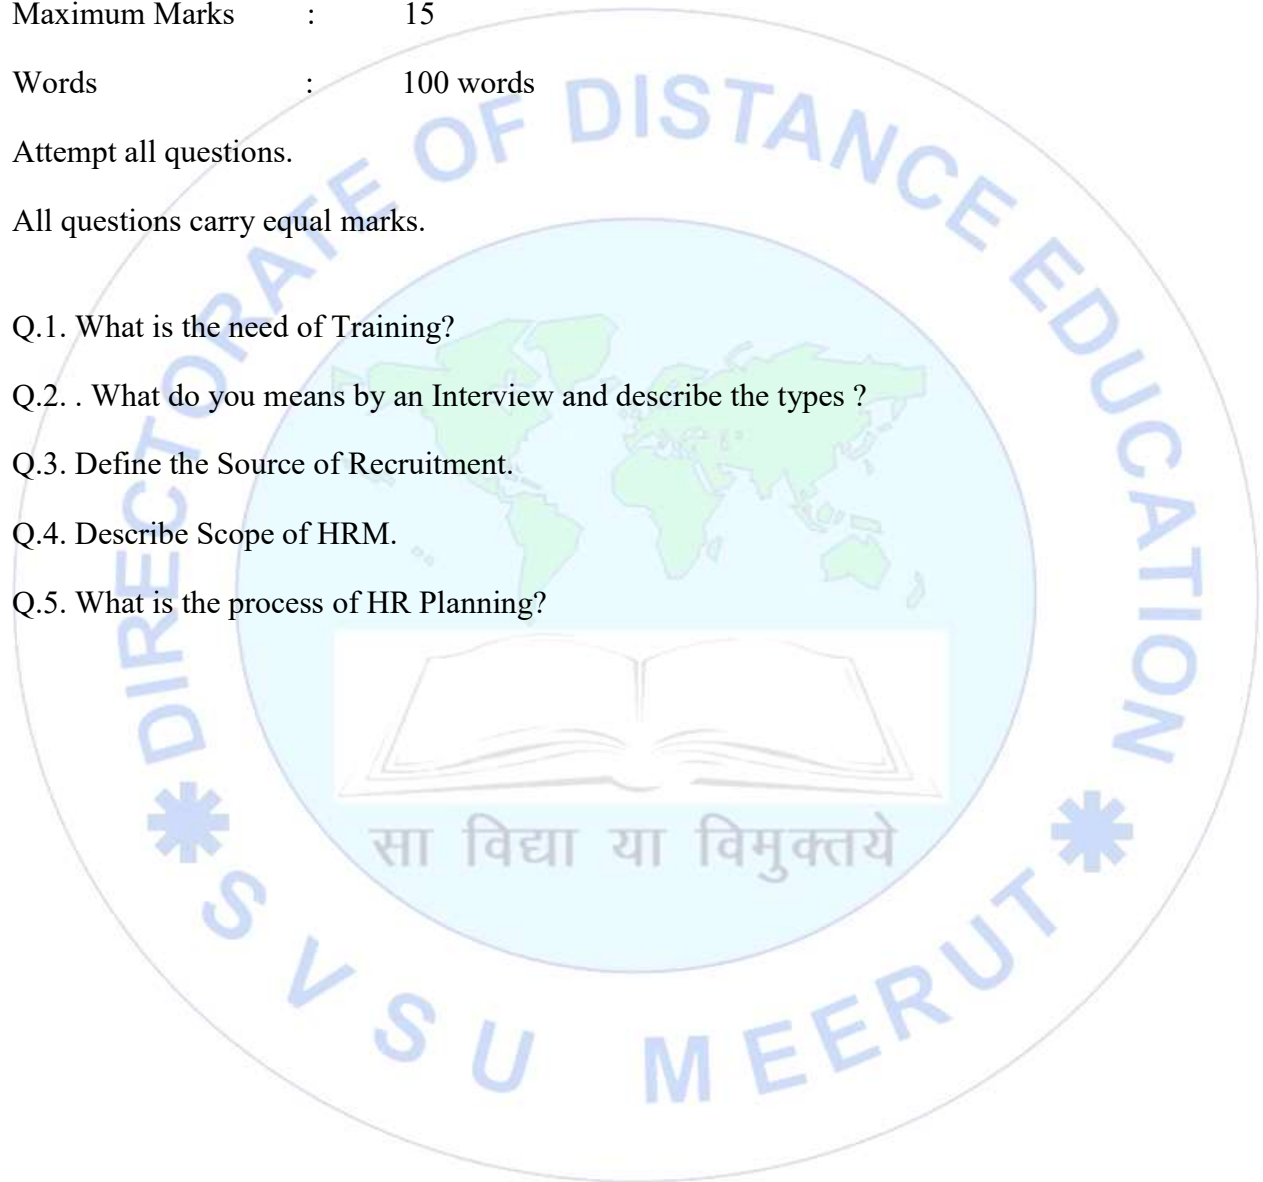 Maximum Marks : 15
Words : 100 words
Attempt all questions.
All questions carry equal marks.
Q.1. What is the need of Training?
Q.2. . What do you means by an Interview and describe the types ?
Q.3. Define the Source of Recruitment.
Q.4. Describe Scope of HRM.
Q.5. What is the process of HR Planning?
DIRECTORATE OF DISTANCE EDUCATION
सा विद्या या विमुक्तये
S V S U MEERUT